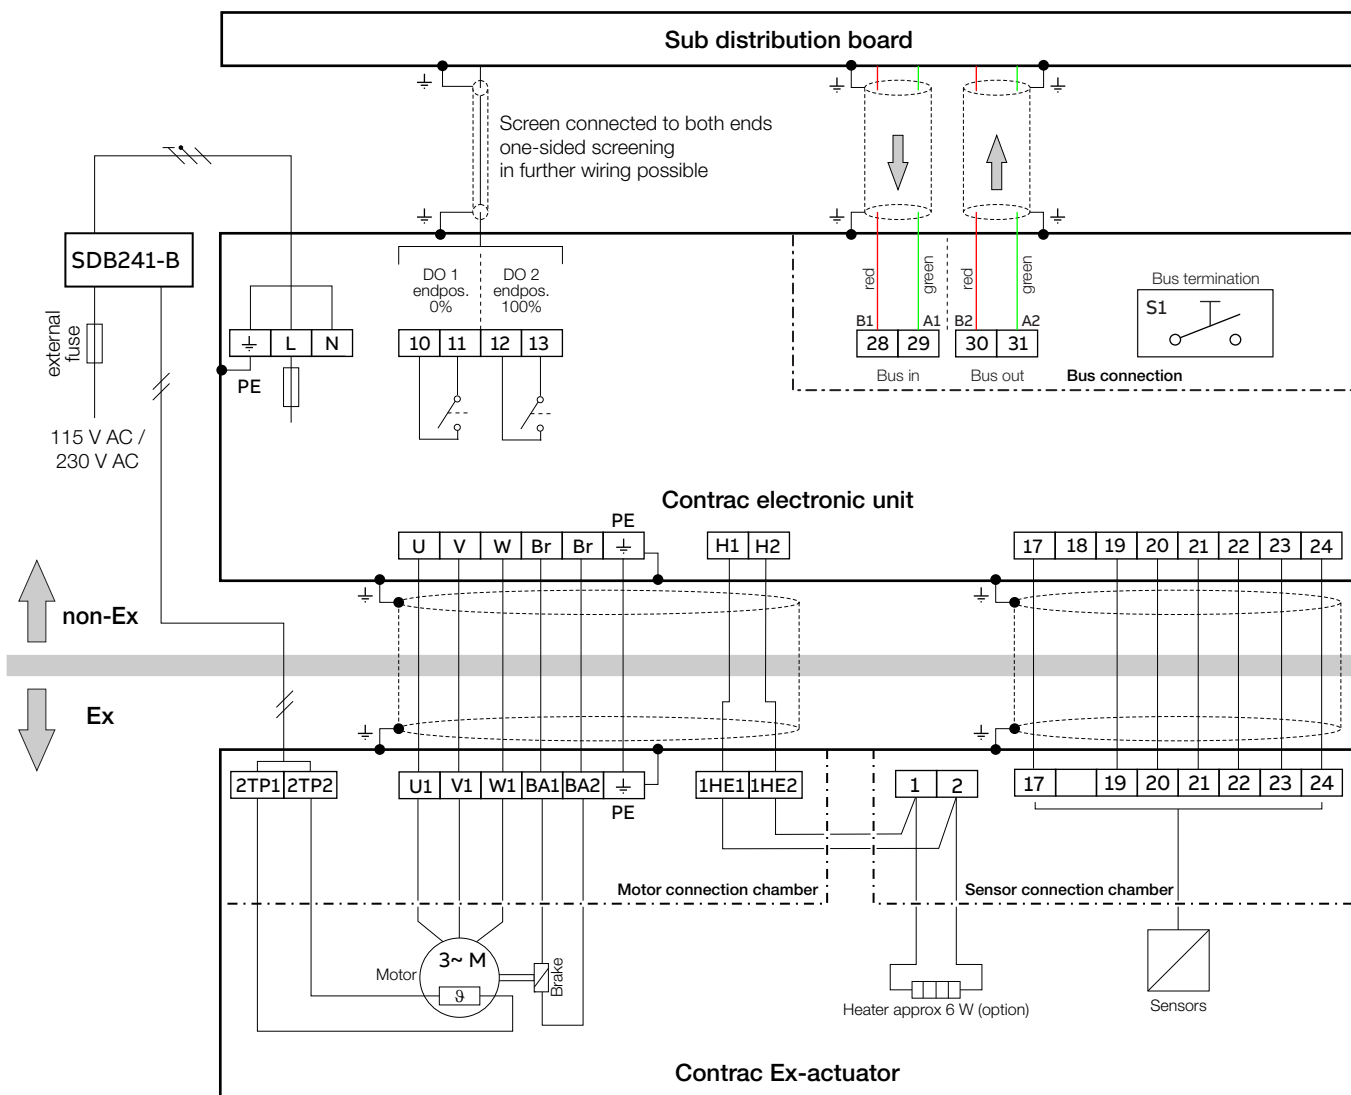 Sub distribution board
Screen connected to both ends
one-sided screening
in further wiring possible
SDB241-B
external
fuse
115 V AC /
230 V AC
L N
PE
DO 1
endpos.
0%
DO 2
endpos.
100%
10 11 12 13
red green red green
B1 A1 B2 A2
28 29 30 31
Bus in Bus out Bus connection
Bus termination
S1
Contrac electronic unit
PE
U V W Br Br
H1 H2
17 18 19 20 21 22 23 24
non-Ex
Ex
2TP1 2TP2
U1 V1 W1 BA1 BA2
PE
1HE1 1HE2
1 2
17 19 20 21 22 23 24
Motor connection chamber
Sensor connection chamber
Motor
3~ M
ϑ
Brake
Heater approx 6 W (option)
Sensors
Contrac Ex-actuator